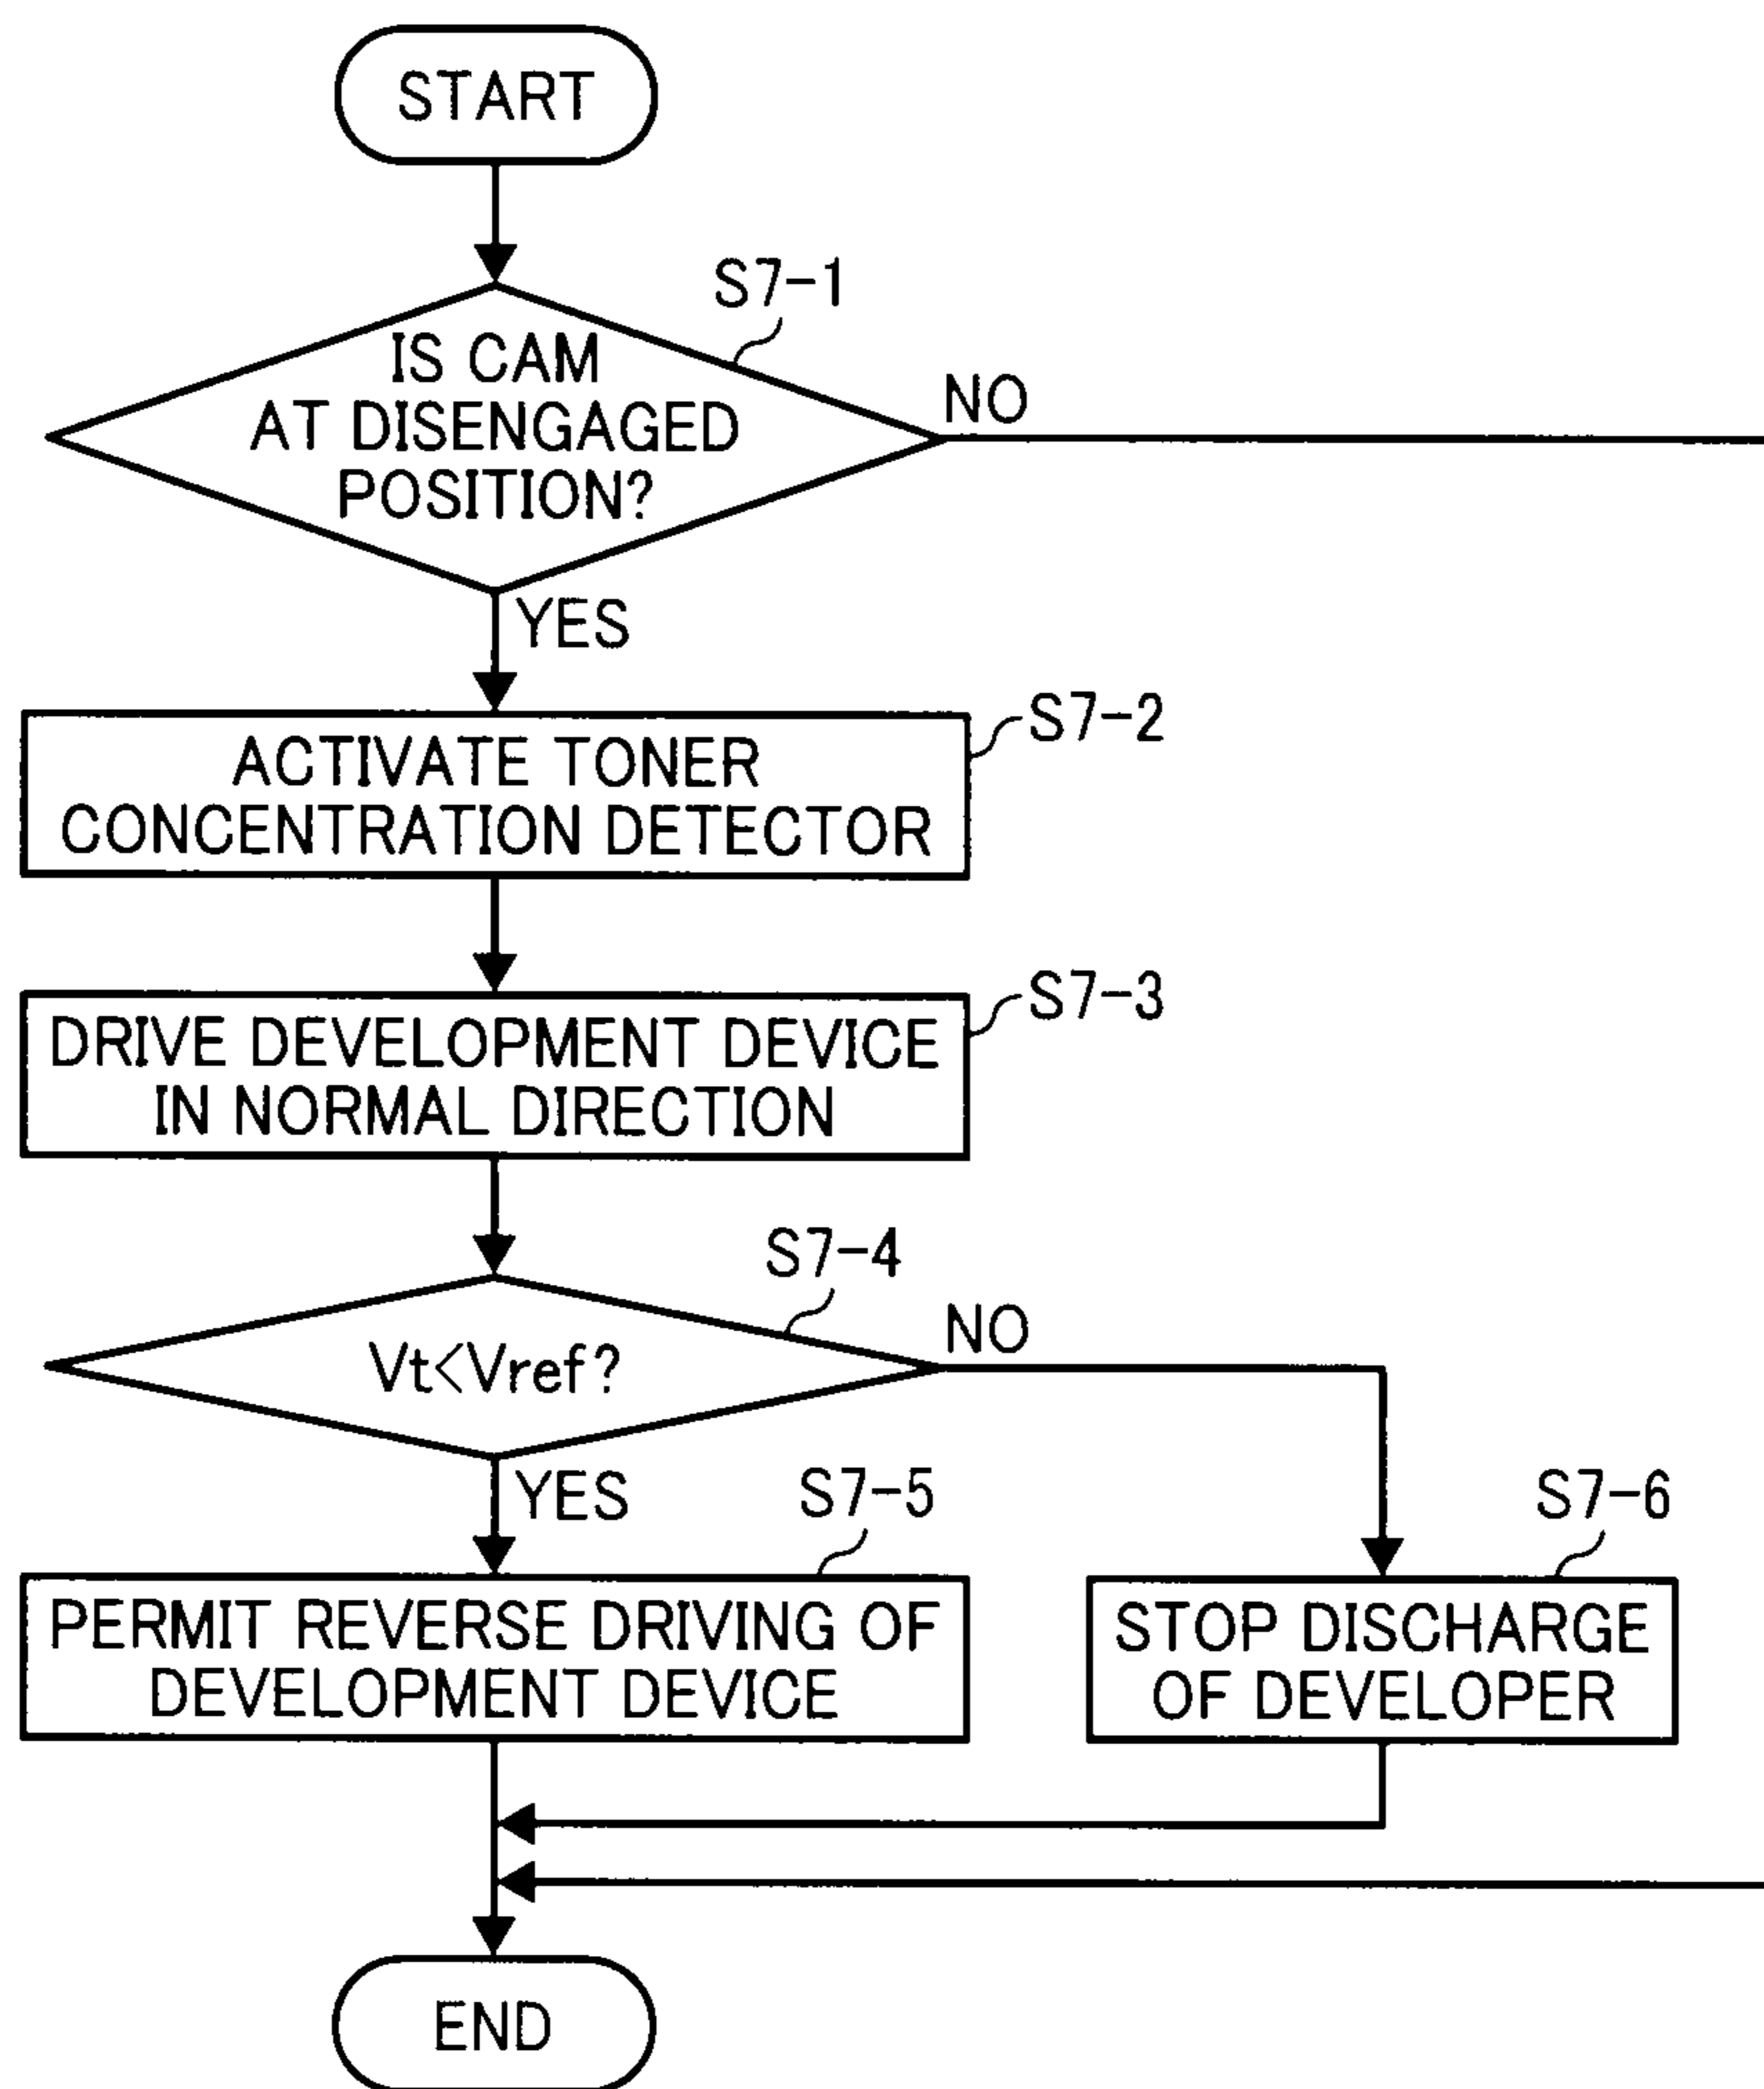 START
S7-1
IS CAM
AT DISENGAGED
POSITION?
NO
YES
S7-2
ACTIVATE TONER
CONCENTRATION DETECTOR
S7-3
DRIVE DEVELOPMENT DEVICE
IN NORMAL DIRECTION
S7-4
Vt<Vref?
NO
YES
S7-5
PERMIT REVERSE DRIVING OF
DEVELOPMENT DEVICE
S7-6
STOP DISCHARGE
OF DEVELOPER
END